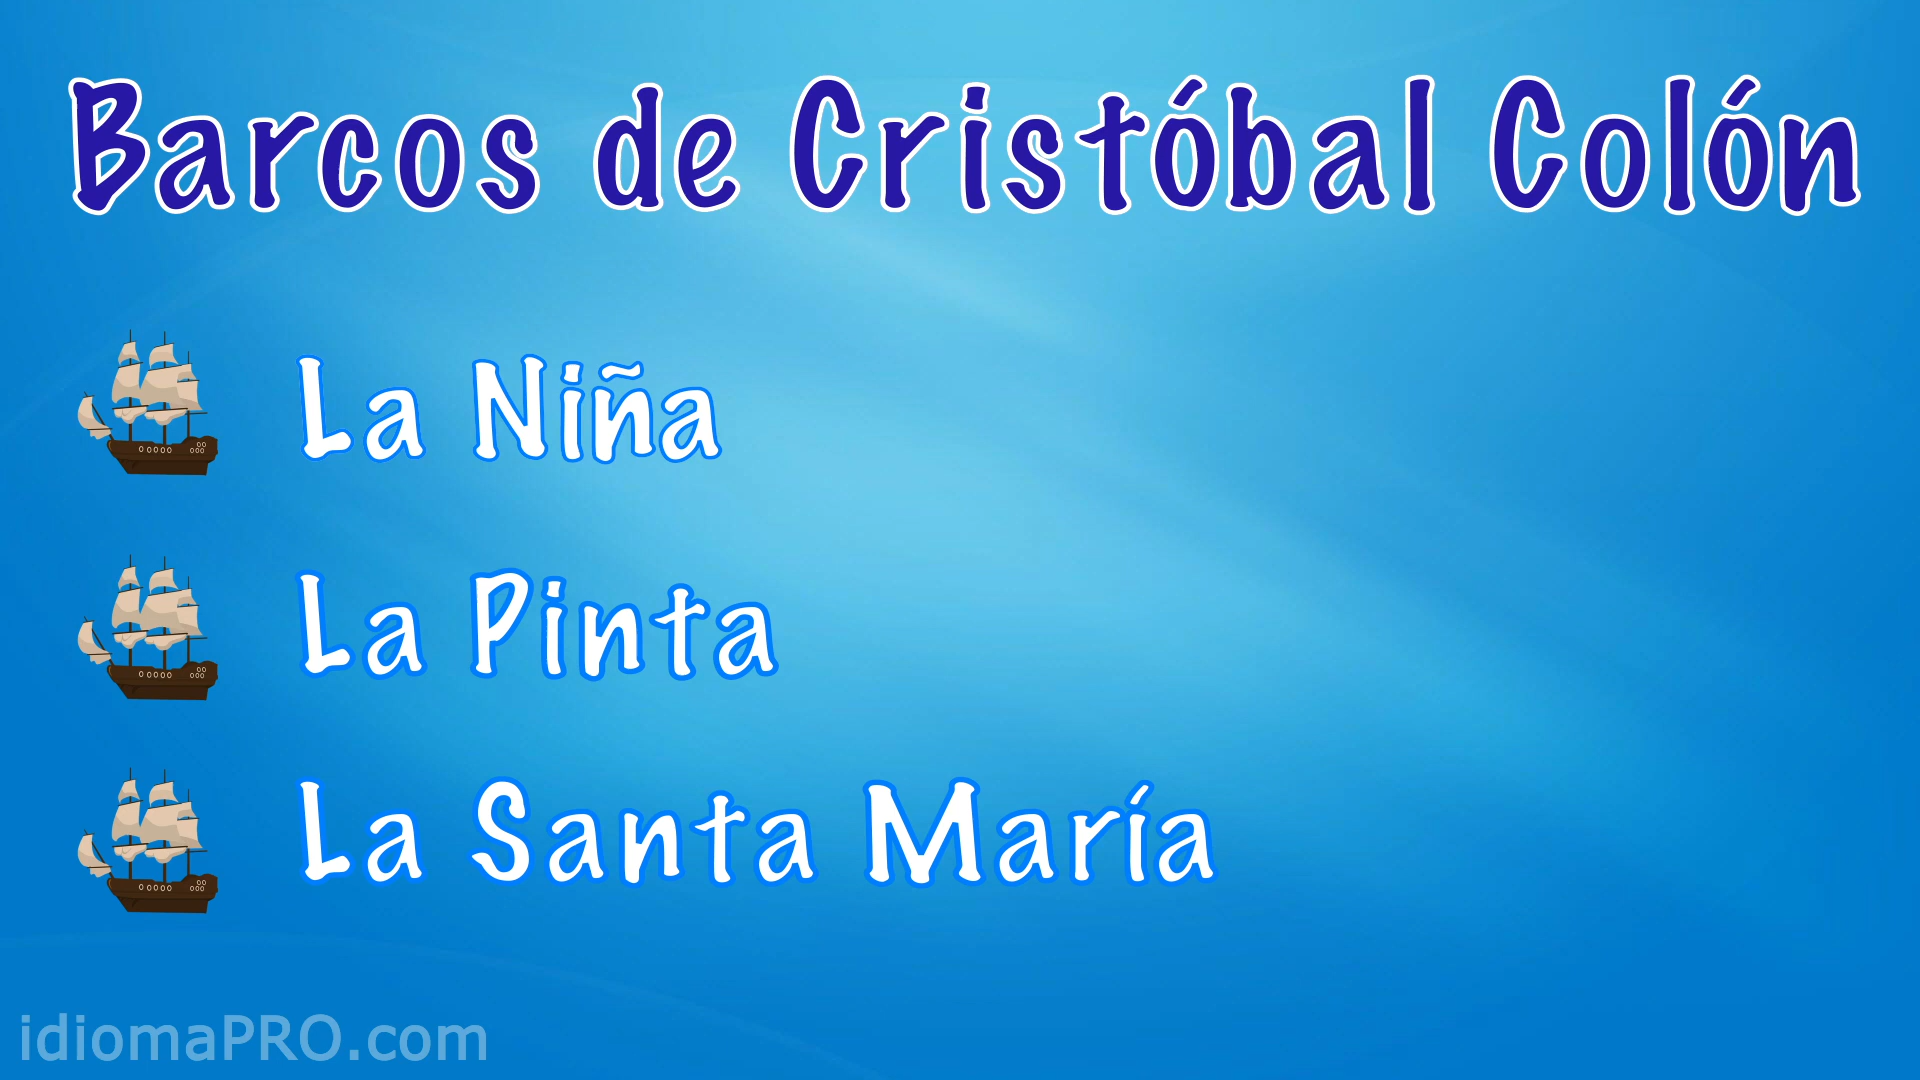 Barcos de Cristóbal Colón
La Niña
La Pinta
La Santa María
idiomaPRO.com